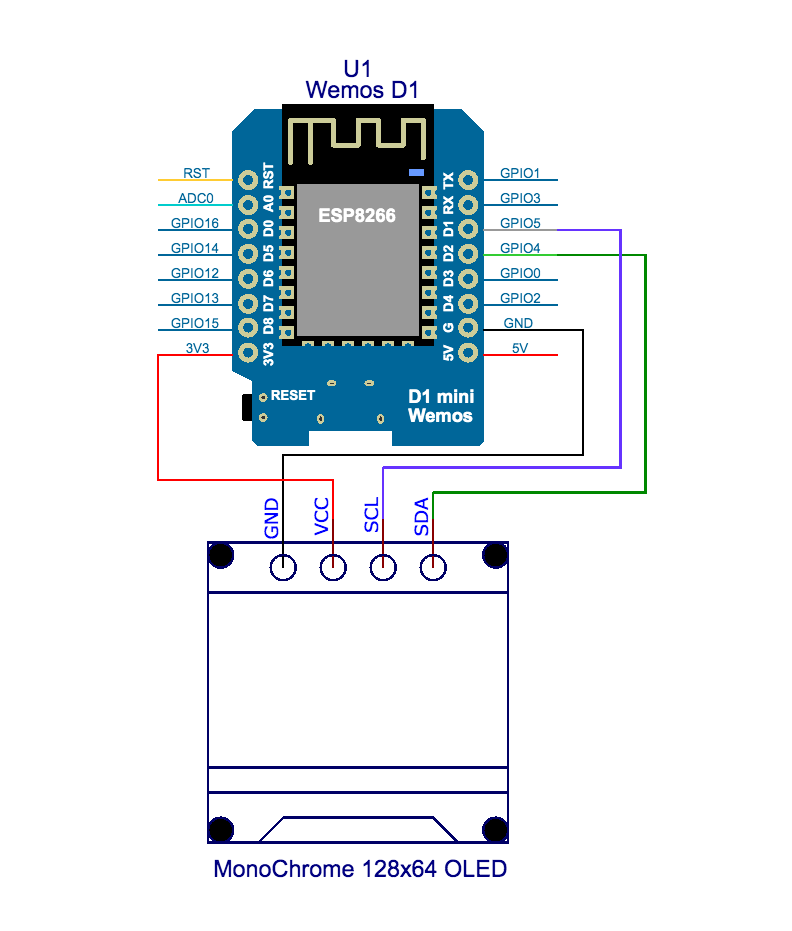 U1
Wemos D1
RST
ADC0
GPIO16
GPIO14
GPIO12
GPIO13
GPIO15
3V3
RST
A0
D0
D5
D6
D7
D8
3V3
ESP8266
TX
RX
D1
D2
D3
D4
G
5V
GPIO1
GPIO3
GPIO5
GPIO4
GPIO0
GPIO2
GND
5V
RESET
D1 mini
Wemos
GND
VCC
SCL
SDA
MonoChrome 128x64 OLED